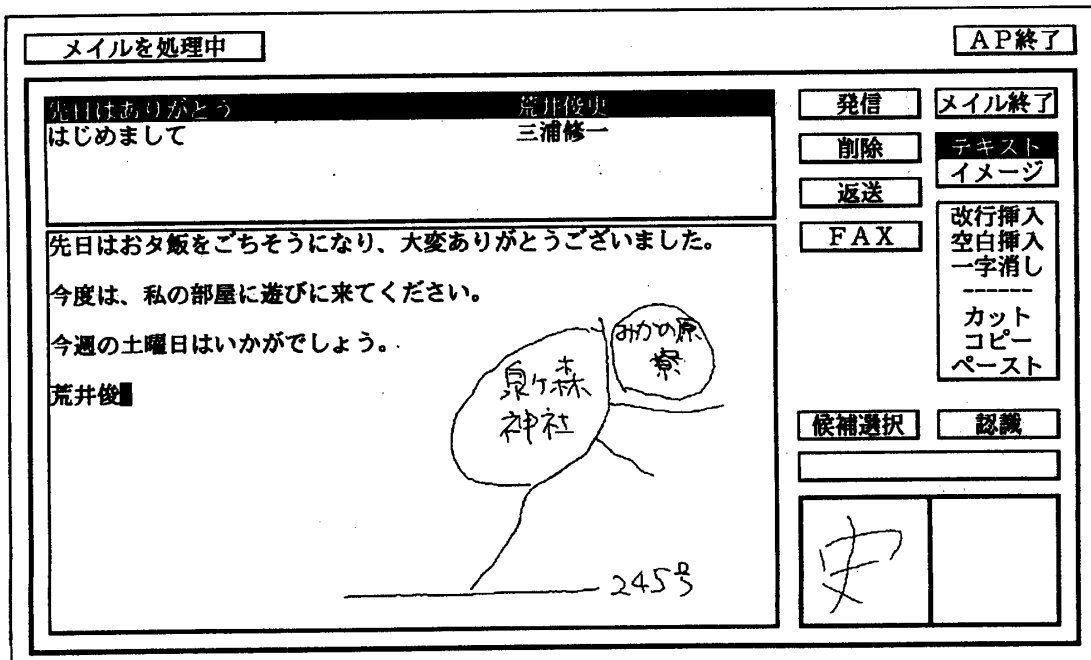 メイルを処理中
AP終了
先日はありがとう 荒井俊史
はじめまして 三浦修一
発信
メイル終了
削除
テキスト
イメージ
返送
FAX
改行挿入
空白挿入
一字消し
------
カット
コピー
ペースト
先日はお夕飯をごちそうになり、大変ありがとうございました。
今度は、私の部屋に遊びに来てください。
今週の土曜日はいかがでしょう。
荒井俊
みかの原
寮
泉ヶ森
神社
245号
候補選択
認識
史